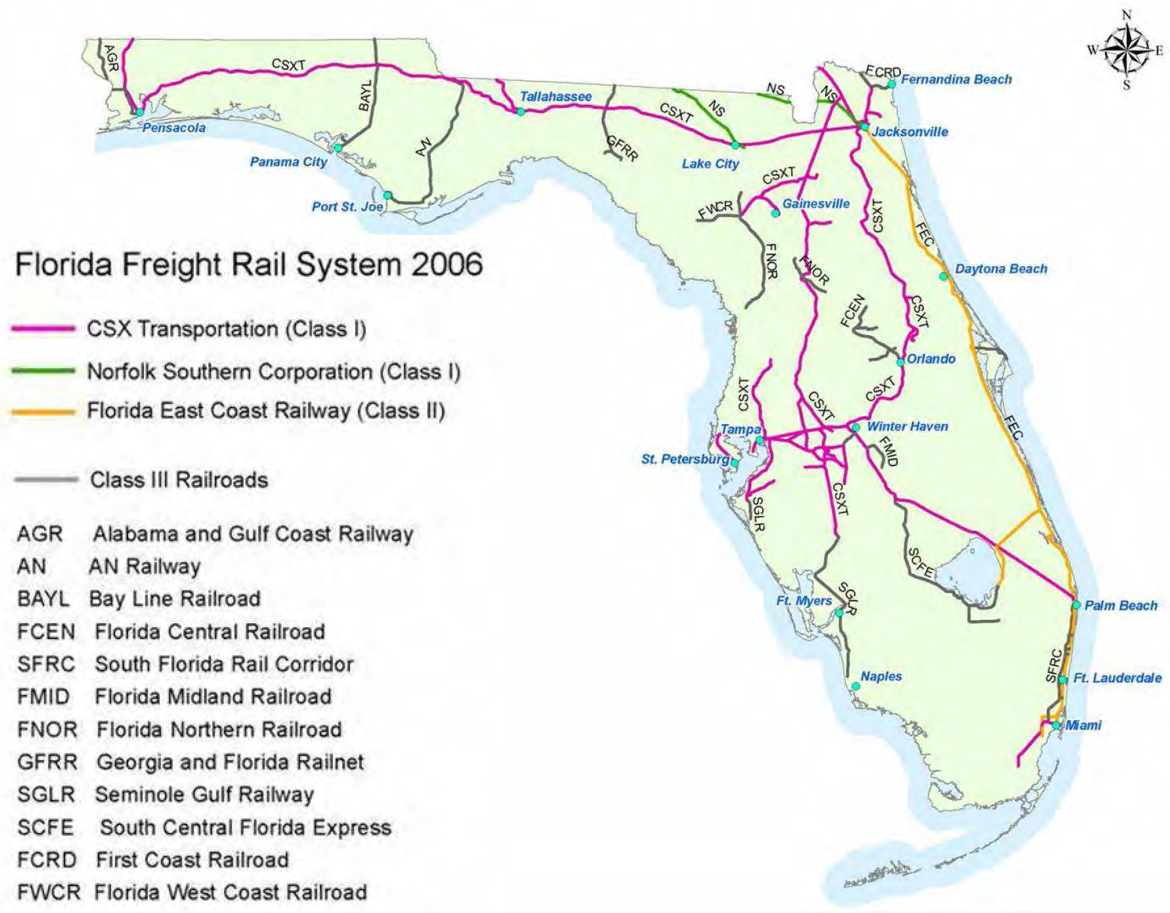 N
W E
S
AGR
CSXT
BAYL
AN
Pensacola
Panama City
Port St. Joe
Tallahassee
GFRR
CSXT
NS
NS
NS
FCRD
Fernandina Beach
Jacksonville
Lake City
CSXT
Gainesville
FWCR
FNOR
FNOR
CSXT
FEC
Daytona Beach
FCEN
CSXT
Orlando
CSXT
CSXT
CSXT
Tampa
Winter Haven
St. Petersburg
FMID
FEC
SGLR
CSXT
SCFE
Ft. Myers
SGLR
Palm Beach
Naples
SFRC
Ft. Lauderdale
Miami
Florida Freight Rail System 2006
CSX Transportation (Class I)
Norfolk Southern Corporation (Class I)
Florida East Coast Railway (Class II)
Class III Railroads
AGR Alabama and Gulf Coast Railway
AN AN Railway
BAYL Bay Line Railroad
FCEN Florida Central Railroad
SFRC South Florida Rail Corridor
FMID Florida Midland Railroad
FNOR Florida Northern Railroad
GFRR Georgia and Florida Railnet
SGLR Seminole Gulf Railway
SCFE South Central Florida Express
FCRD First Coast Railroad
FWCR Florida West Coast Railroad